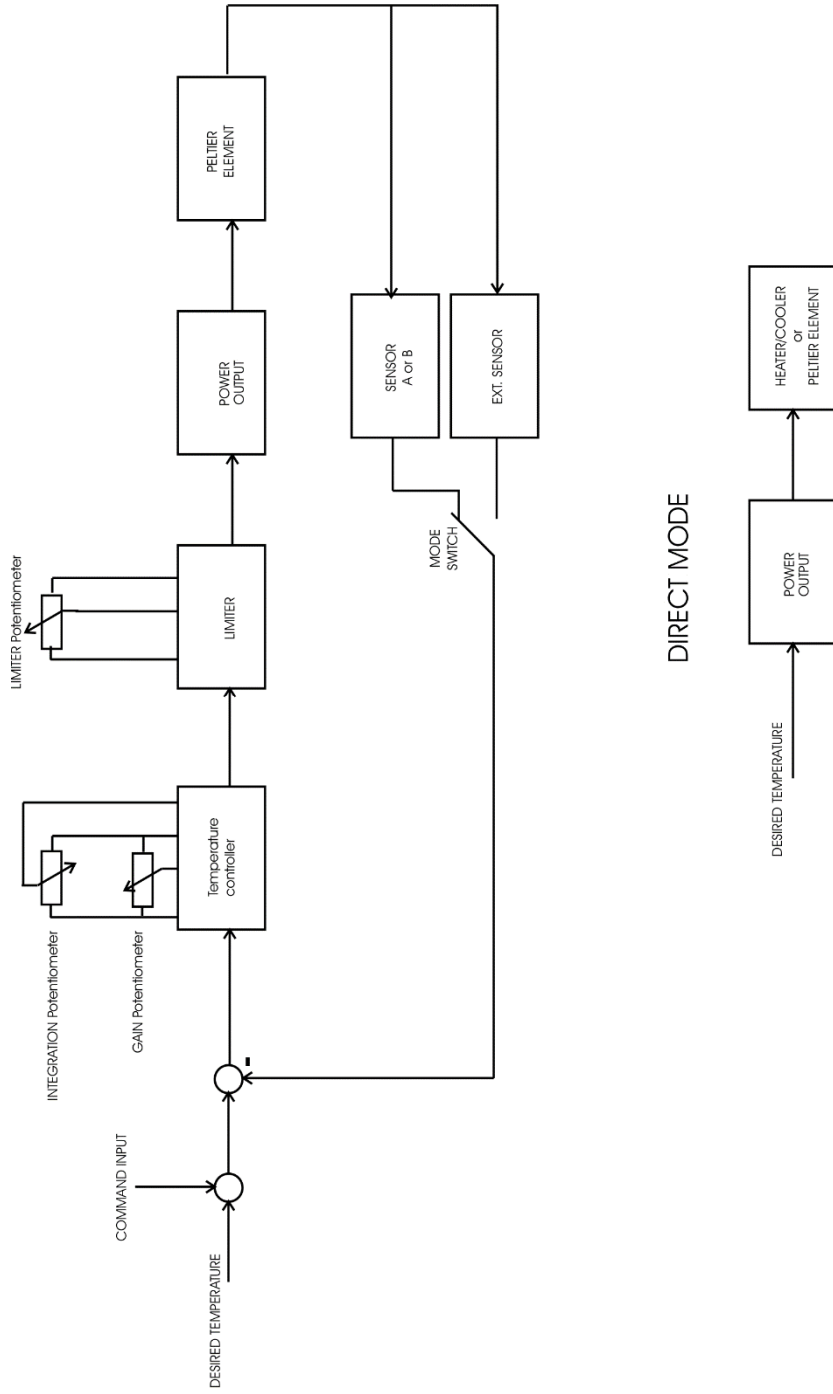 LIMITER Potentiometer
INTEGRATION Potentiometer
GAIN Potentiometer
COMMAND INPUT
DESIRED TEMPERATURE
Temperature
controller
LIMITER
POWER
OUTPUT
PELTIER
ELEMENT
-
SENSOR
A or B
EXT. SENSOR
MODE
SWITCH
DIRECT MODE
DESIRED TEMPERATURE
POWER
OUTPUT
HEATER/COOLER
or
PELTIER ELEMENT